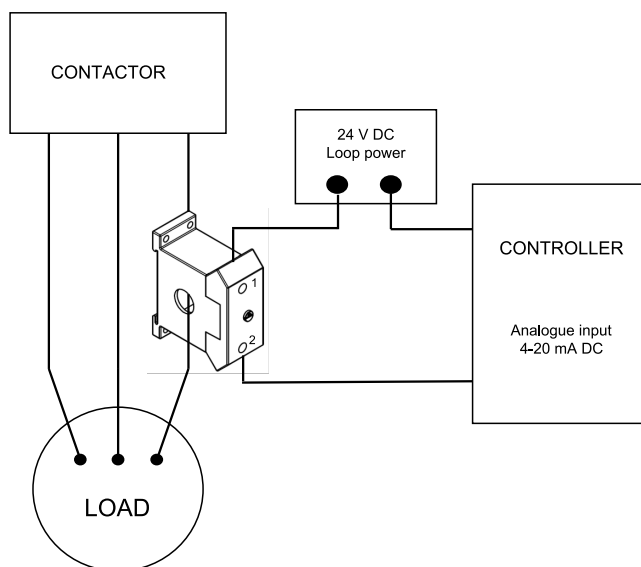 CONTACTOR
24 V DC
Loop power
1
2
CONTROLLER
Analogue input
4-20 mA DC
LOAD